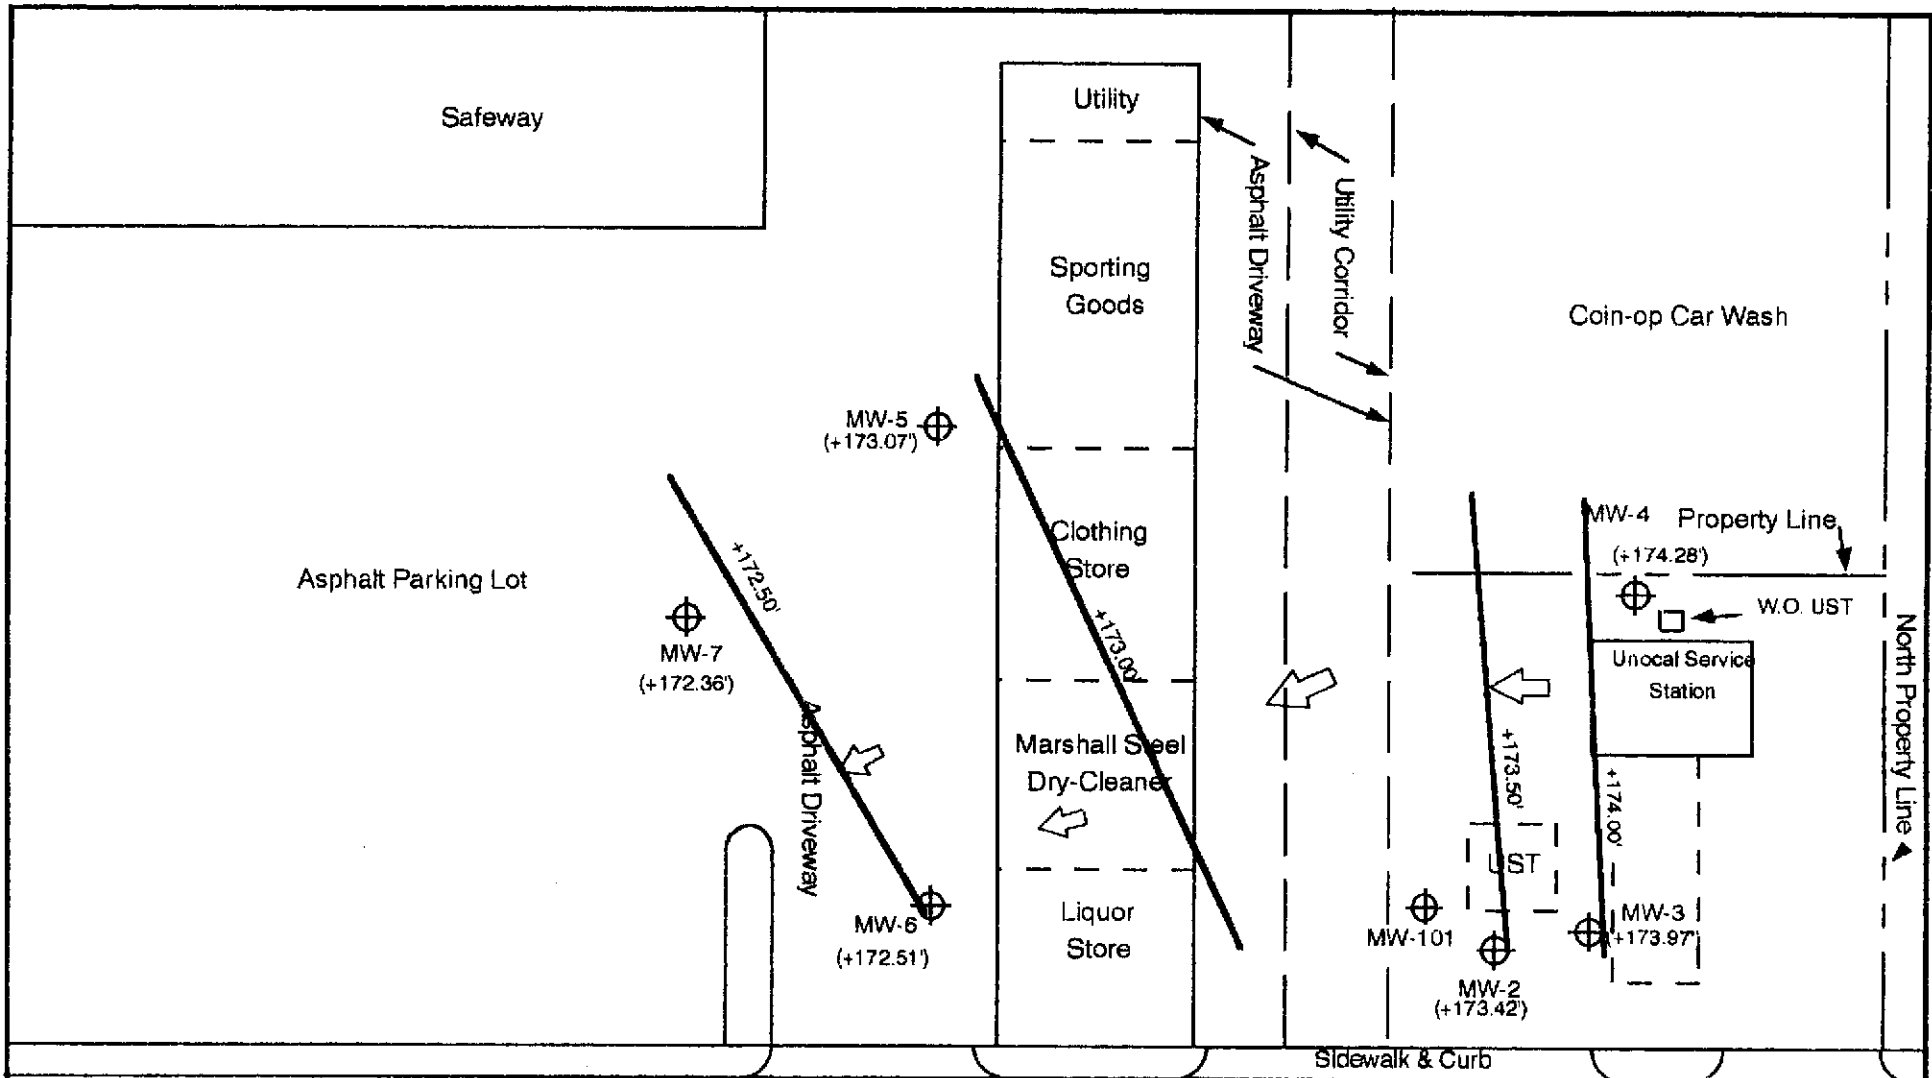 Safeway
Utility
Sporting
Goods
Asphalt Driveway
Utility Corridor
Coin-op Car Wash
MW-5
(+173.07')
Clothing
Store
MW-4
(+174.28')
Property Line
W.O. UST
Asphalt Parking Lot
+172.50'
+173.00'
MW-7
(+172.36')
Unocal Service
Station
North Property Line
Asphalt Driveway
Marshall Steel
Dry-Cleaner
+173.50'
+174.00'
UST
MW-6
(+172.51')
Liquor
Store
MW-101
MW-3
(+173.97')
MW-2
(+173.42')
Sidewalk & Curb